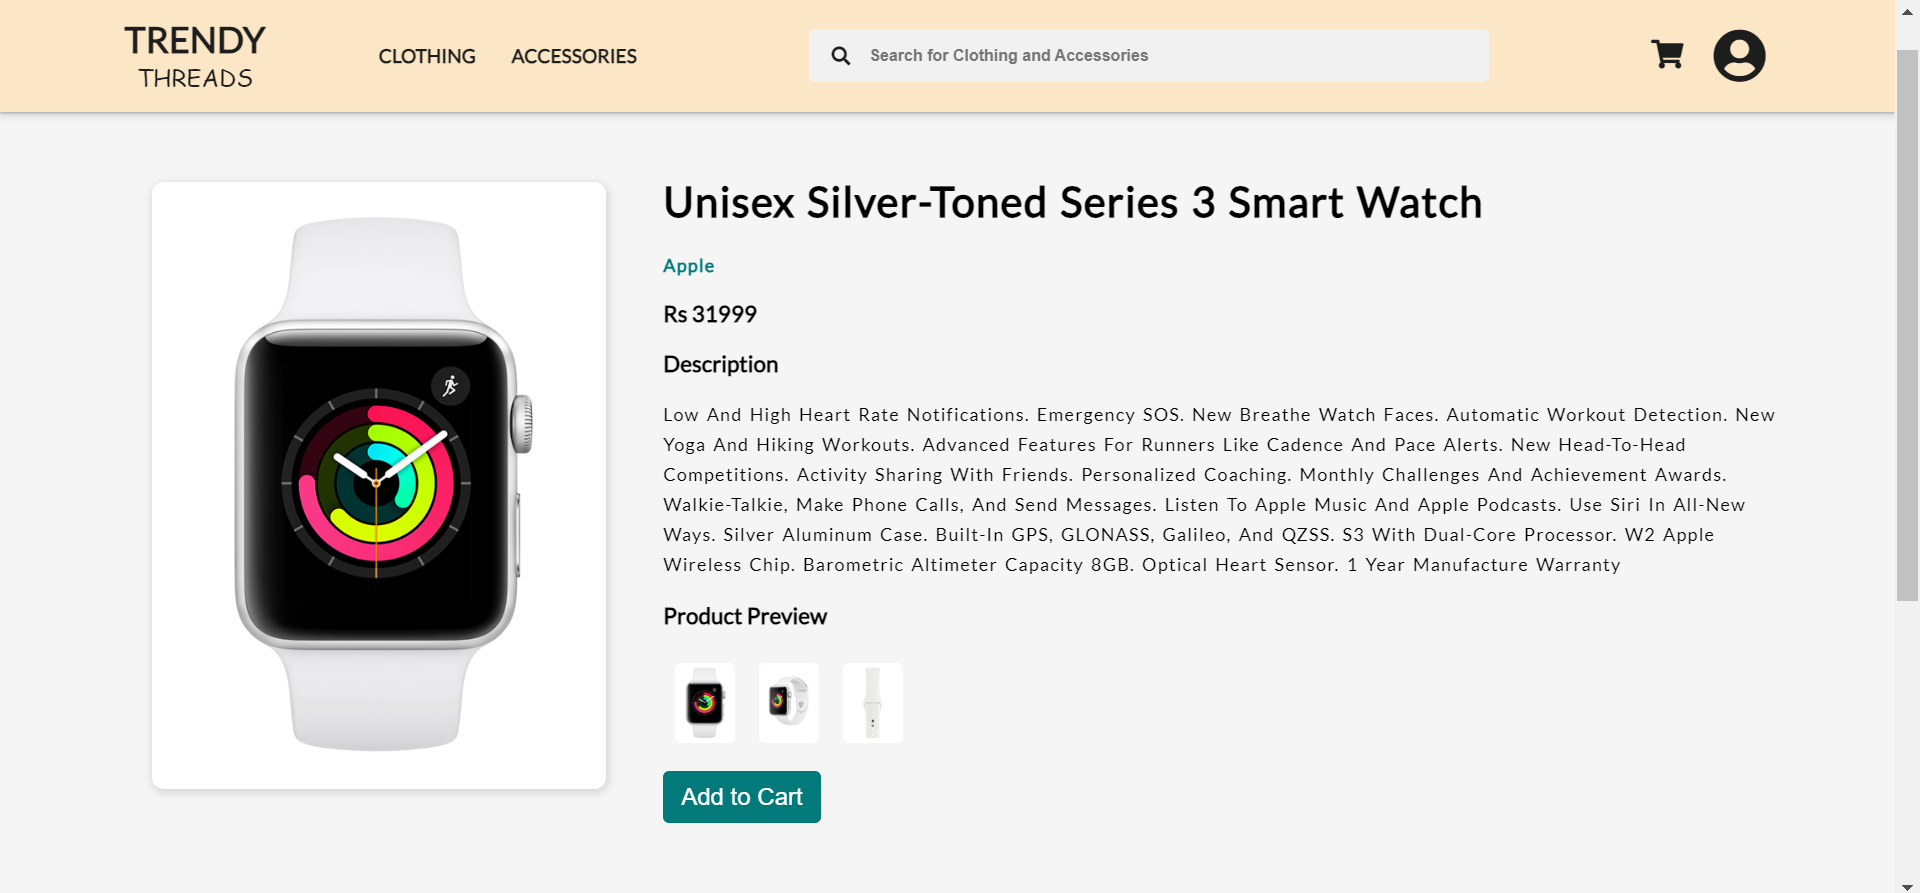 TRENDY
THREADS
CLOTHING
ACCESSORIES
Search for Clothing and Accessories
Unisex Silver-Toned Series 3 Smart Watch
Apple
Rs 31999
Description
Low And High Heart Rate Notifications. Emergency SOS. New Breathe Watch Faces. Automatic Workout Detection. New
Yoga And Hiking Workouts. Advanced Features For Runners Like Cadence And Pace Alerts. New Head-To-Head
Competitions. Activity Sharing With Friends. Personalized Coaching. Monthly Challenges And Achievement Awards.
Walkie-Talkie, Make Phone Calls, And Send Messages. Listen To Apple Music And Apple Podcasts. Use Siri In All-New
Ways. Silver Aluminum Case. Built-In GPS, GLONASS, Galileo, And QZSS. S3 With Dual-Core Processor. W2 Apple
Wireless Chip. Barometric Altimeter Capacity 8GB. Optical Heart Sensor. 1 Year Manufacture Warranty
Product Preview
Add to Cart